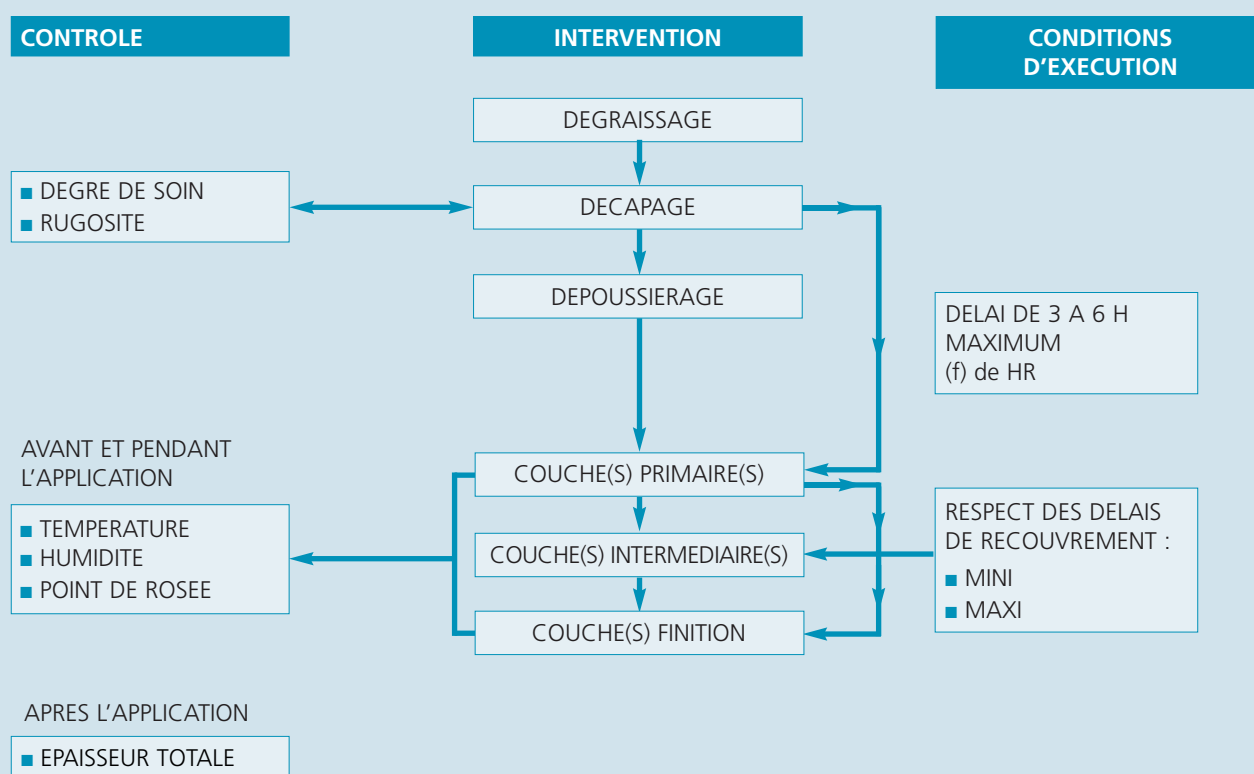 CONTROLE
INTERVENTION
CONDITIONS
D'EXECUTION
DEGRAISSAGE
■ DEGRE DE SOIN
■ RUGOSITE
DECAPAGE
DEPOUSSIERAGE
DELAI DE 3 A 6 H
MAXIMUM
(f) de HR
AVANT ET PENDANT
L'APPLICATION
■ TEMPERATURE
■ HUMIDITE
■ POINT DE ROSEE
COUCHE(S) PRIMAIRE(S)
COUCHE(S) INTERMEDIAIRE(S)
COUCHE(S) FINITION
RESPECT DES DELAIS
DE RECOUVREMENT :
■ MINI
■ MAXI
APRES L'APPLICATION
■ EPAISSEUR TOTALE